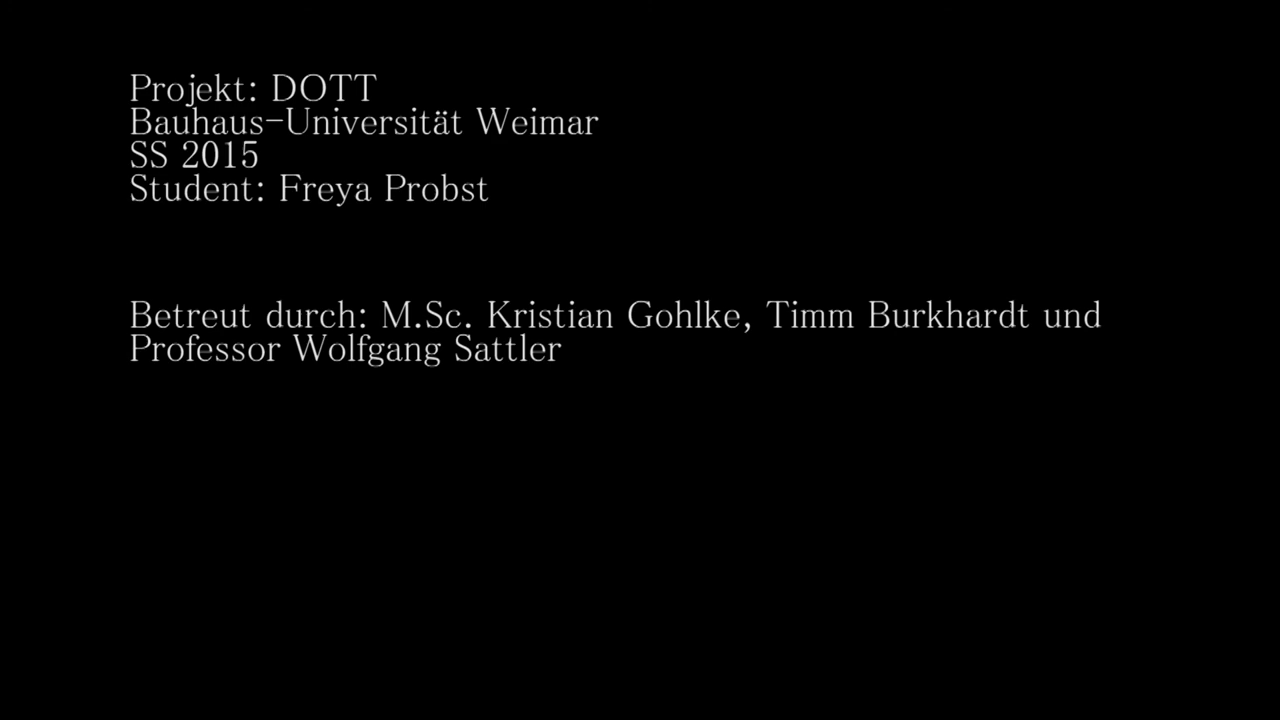 Projekt: DOTT
Bauhaus-Universität Weimar
SS 2015
Student: Freya Probst
Betreut durch: M.Sc. Kristian Gohlke, Timm Burkhardt und
Professor Wolfgang Sattler